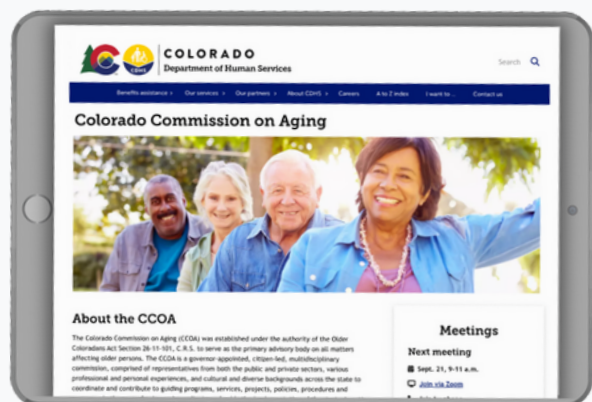 COLORADO
Department of Human Services
CDHS
Search
Benefits assistance › Our services › Our partners › About CDHS › Careers A to Z Index I want to .. Contact us
Colorado Commission on Aging
About the CCOA
The Colorado Commission on Aging (CCOA) was established under the authority of the Older
Coloradans Act Section 26-11-101, C.R.S. to serve as the primary advisory body on all matters
affecting older persons. The CCOA is a governor-appointed, citizen-led, multidisciplinary
commission, comprised of representatives from both the public and private sectors, various
professional and personal experiences, and cultural and diverse backgrounds across the state to
coordinate and contribute to guiding programs, services, projects, policies, procedures and
Meetings
Next meeting
Sept. 21, 9-11 a.m.
Join via Zoom